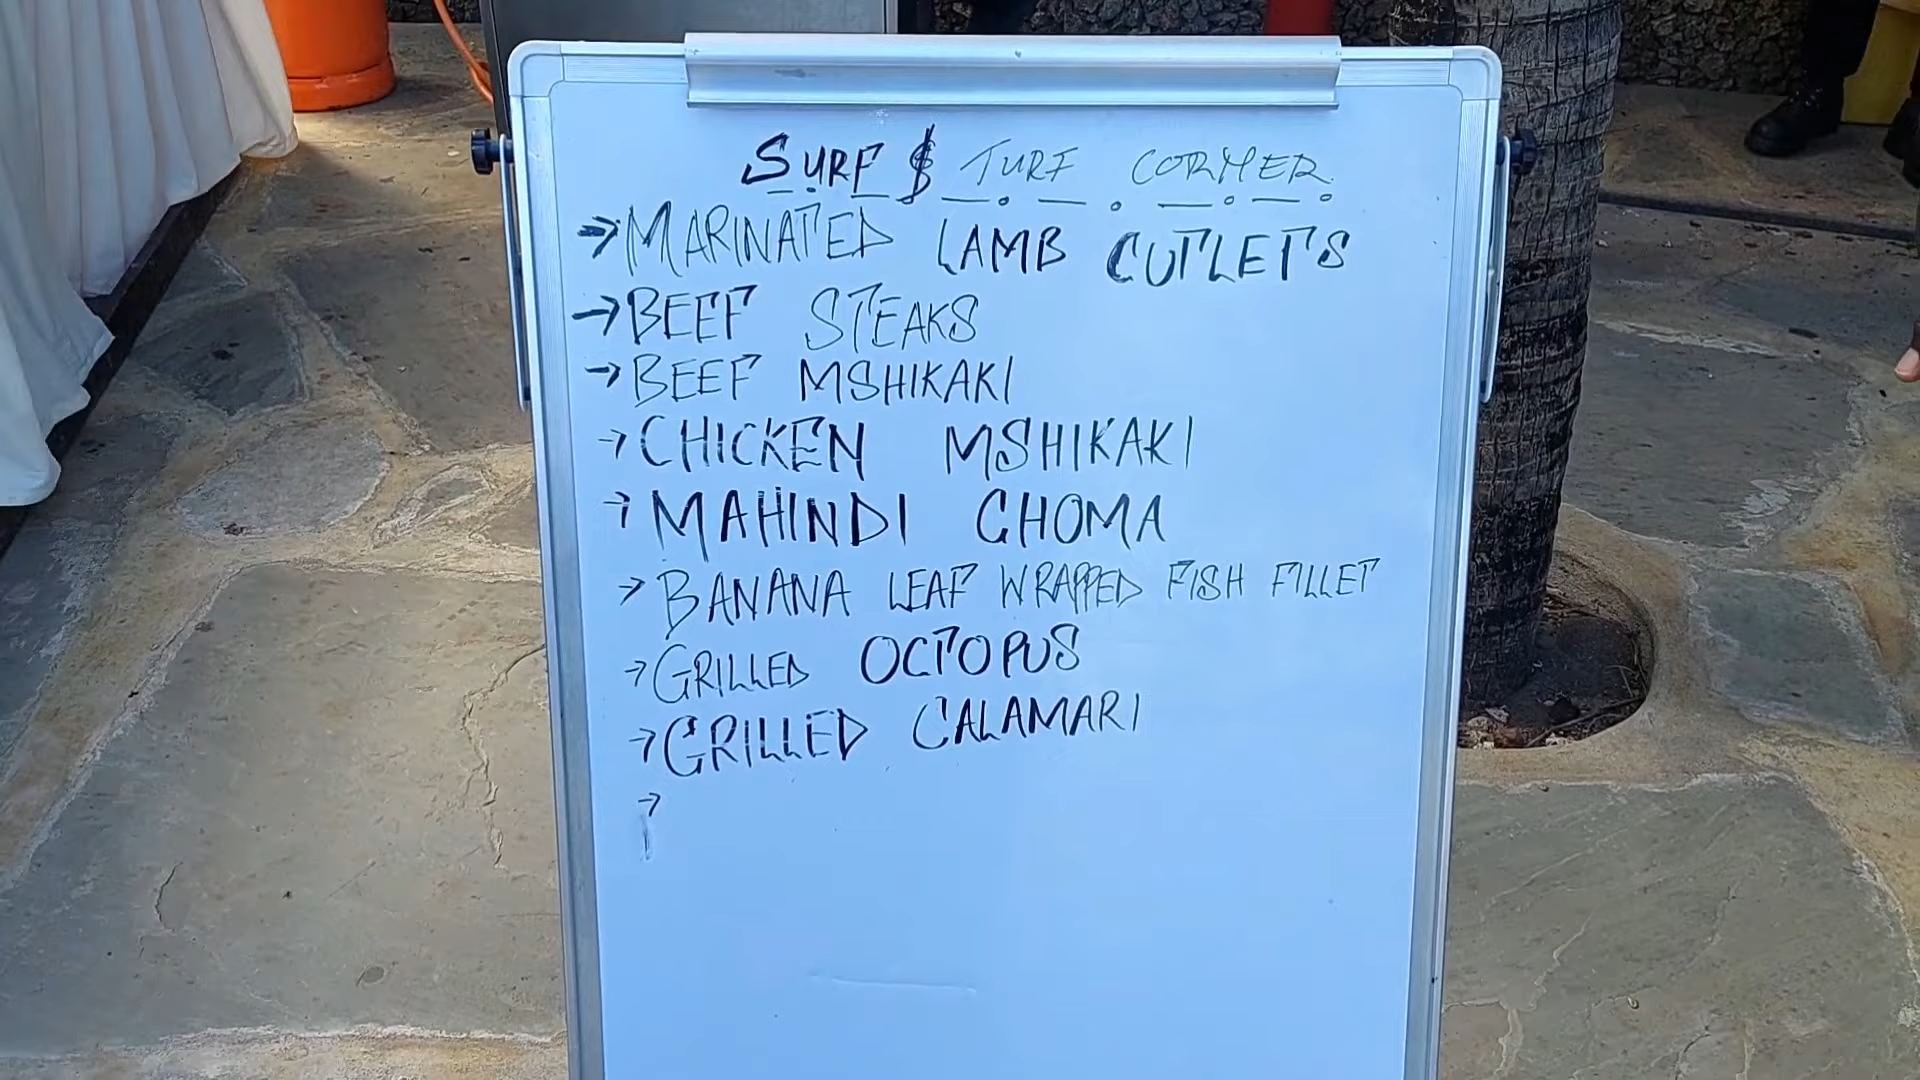 SURF $ TURF CORNER
→ MARINATED LAMB CUTLETS
→ BEEF STEAKS
→ BEEF MSHIKAKI
→ CHICKEN MSHIKAKI
→ MAHINDI CHOMA
→ BANANA LEAF WRAPPED FISH FILLET
→ GRILLED OCTOPUS
→ GRILLED CALAMARI
→